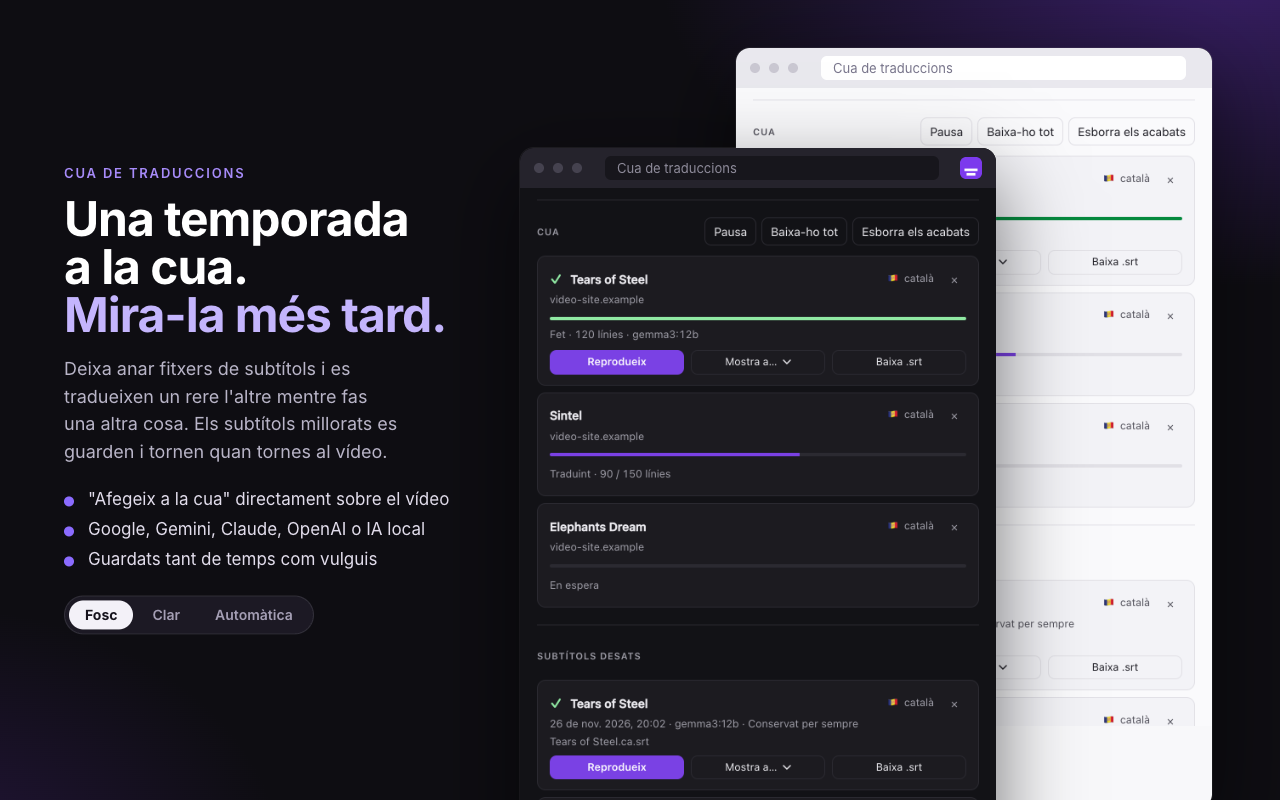 CUA DE TRADUCCIONS
Una temporada
a la cua.
Mira-la més tard.
Deixa anar fitxers de subtítols i es
tradueixen un rere l'altre mentre fas
una altra cosa. Els subtítols millorats es
guarden i tornen quan tornes al vídeo.
"Afegeix a la cua" directament sobre el vídeo
Google, Gemini, Claude, OpenAI o IA local
Guardats tant de temps com vulguis
Fosc Clar Automàtica
Cua de traduccions
CUA Pausa Baixa-ho tot Esborra els acabats
Tears of Steel català ×
video-site.example
Fet · 120 línies · gemma3:12b
Reprodueix Mostra a... Baixa .srt
Sintel català ×
video-site.example
Traduint · 90 / 150 línies
Elephants Dream català ×
video-site.example
En espera
SUBTÍTOLS DESATS
Tears of Steel català ×
26 de nov. 2026, 20:02 · gemma3:12b · Conservat per sempre
Tears of Steel.ca.srt
Reprodueix Mostra a... Baixa .srt
Cua de traduccions
CUA Pausa Baixa-ho tot Esborra els acabats
català ×
Baixa .srt
català ×
català ×
català ×
per sempre
Baixa .srt
català ×